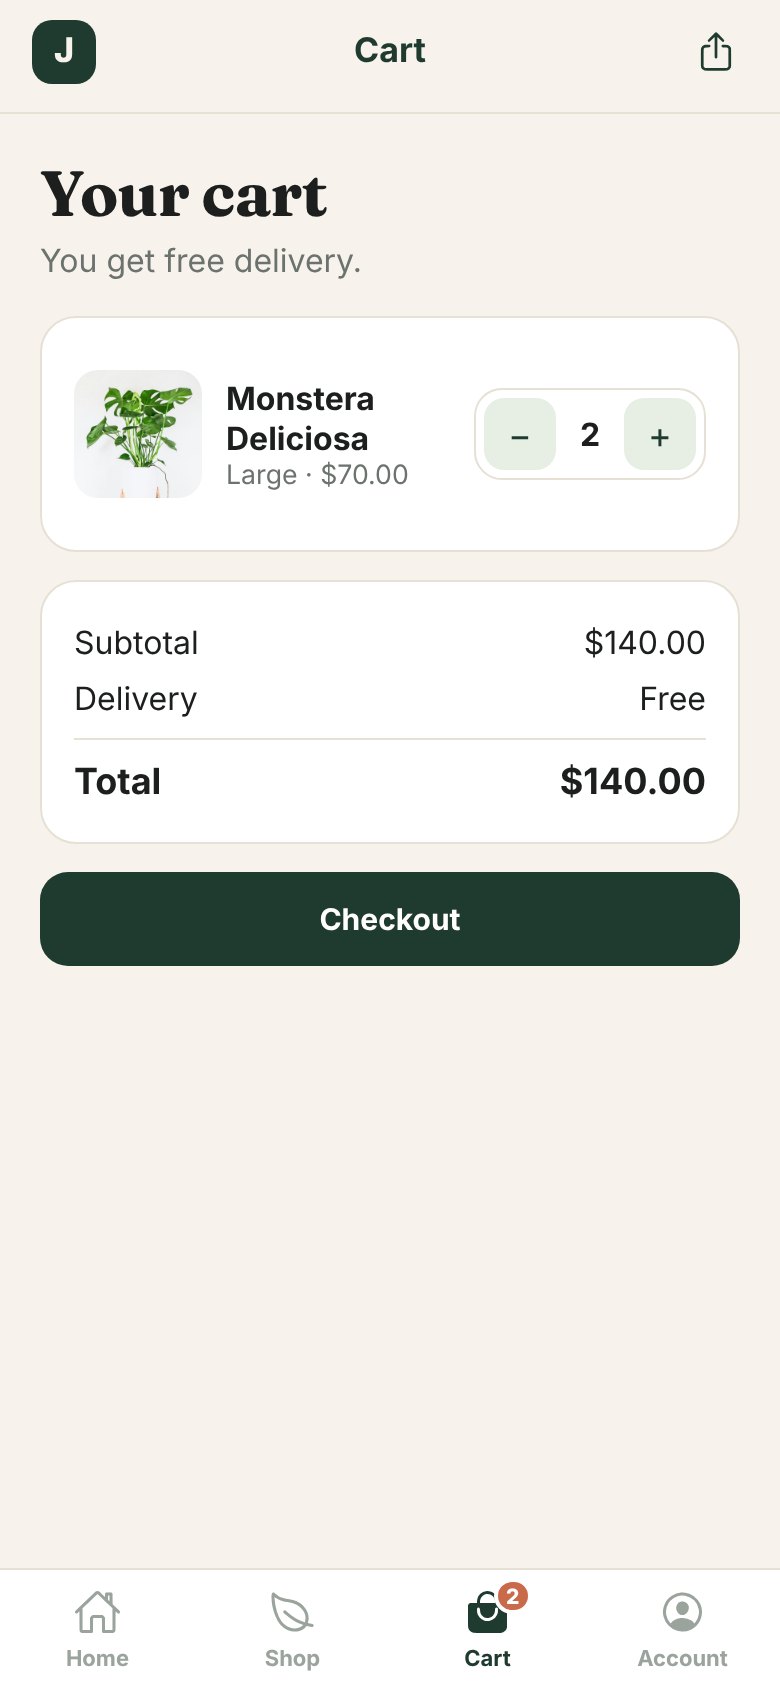 J
Cart
Your cart
You get free delivery.
Monstera
Deliciosa
Large · $70.00
− 2 +
Subtotal $140.00
Delivery Free
Total $140.00
Checkout
2
Home Shop Cart Account